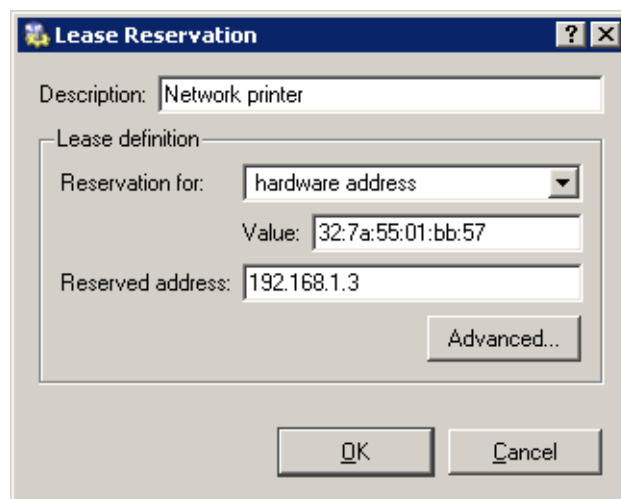 Lease Reservation
Description: Network printer
Lease definition
Reservation for: hardware address
Value: 32:7a:55:01:bb:57
Reserved address: 192.168.1.3
Advanced...
OK Cancel